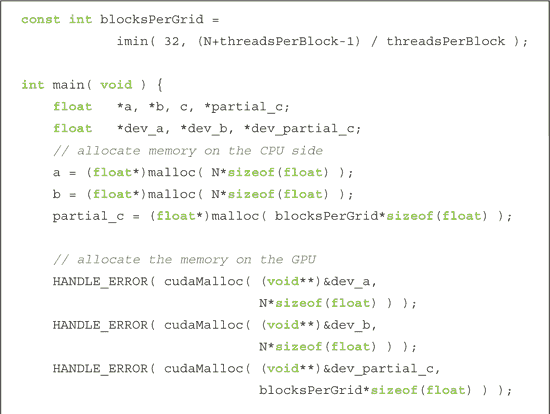 const int blocksPerGrid =
            imin( 32, (N+threadsPerBlock-1) / threadsPerBlock );
int main( void ) {
    float   *a, *b, c, *partial_c;
    float   *dev_a, *dev_b, *dev_partial_c;
    // allocate memory on the CPU side
    a = (float*)malloc( N*sizeof(float) );
    b = (float*)malloc( N*sizeof(float) );
    partial_c = (float*)malloc( blocksPerGrid*sizeof(float) );
    // allocate the memory on the GPU
    HANDLE_ERROR( cudaMalloc( (void**)&dev_a,
                              N*sizeof(float) ) );
    HANDLE_ERROR( cudaMalloc( (void**)&dev_b,
                              N*sizeof(float) ) );
    HANDLE_ERROR( cudaMalloc( (void**)&dev_partial_c,
                              blocksPerGrid*sizeof(float) ) );